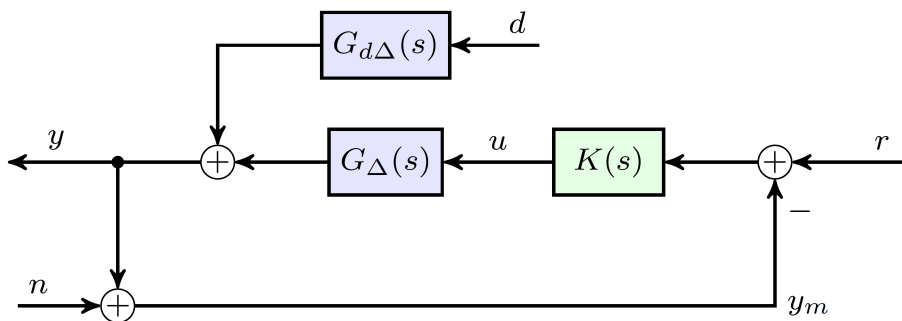 d
G_{dΔ}(s)
y
G_Δ(s)
u
K(s)
r
+
+
−
n
+
y_m